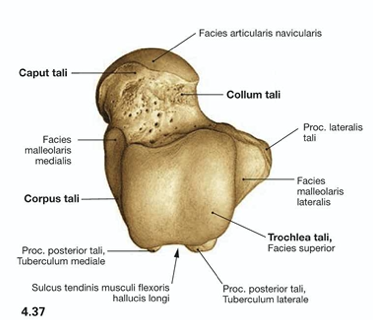 Facies articularis navicularis
Caput tali
Collum tali
Proc. lateralis
tali
Facies
malleolaris
medialis
Facies
malleolaris
lateralis
Corpus tali
Trochlea tali,
Facies superior
Proc. posterior tali,
Tuberculum mediale
Sulcus tendinis musculi flexoris
hallucis longi
Proc. posterior tali,
Tuberculum laterale
4.37